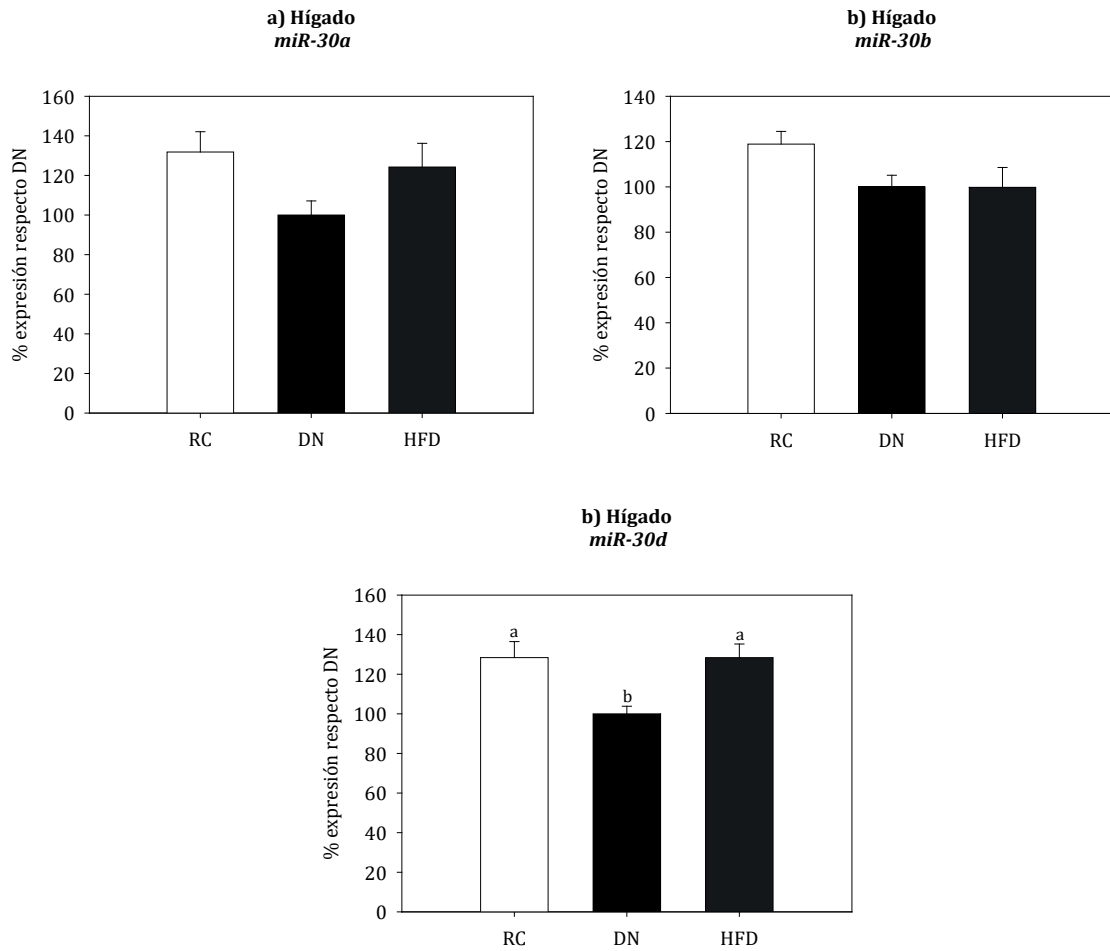 a) Hígado
miR-30a
% expresión respecto DN
160
140
120
100
80
60
40
20
0
RC DN HFD
b) Hígado
miR-30b
% expresión respecto DN
140
120
100
80
60
40
20
0
RC DN HFD
b) Hígado
miR-30d
% expresión respecto DN
160
140
120
100
80
60
40
20
0
a
b
a
RC DN HFD